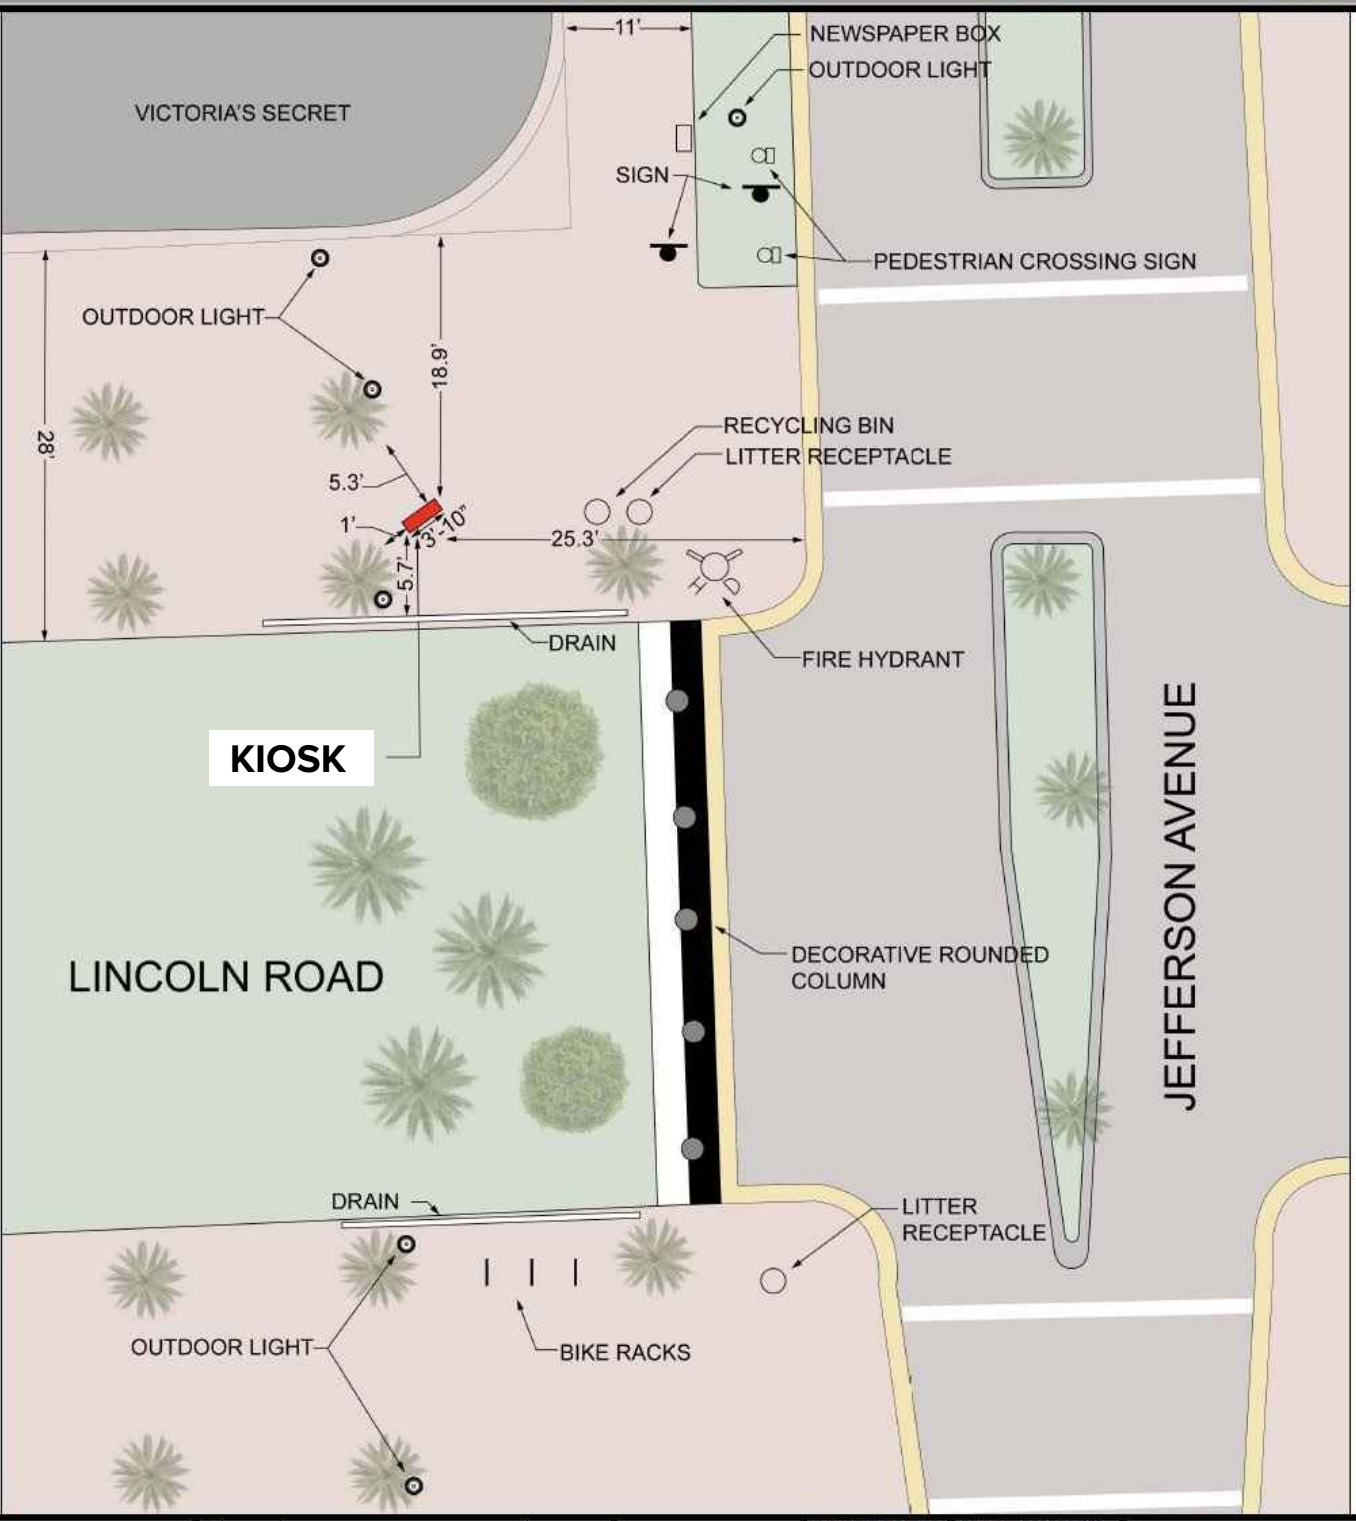 11'
NEWSPAPER BOX
OUTDOOR LIGHT
VICTORIA'S SECRET
SIGN
PEDESTRIAN CROSSING SIGN
OUTDOOR LIGHT
18.9'
28'
RECYCLING BIN
LITTER RECEPTACLE
5.3'
1'
3'-10"
25.3'
5.7'
H D
DRAIN
FIRE HYDRANT
KIOSK
JEFFERSON AVENUE
LINCOLN ROAD
DECORATIVE ROUNDED
COLUMN
DRAIN
LITTER
RECEPTACLE
OUTDOOR LIGHT
BIKE RACKS